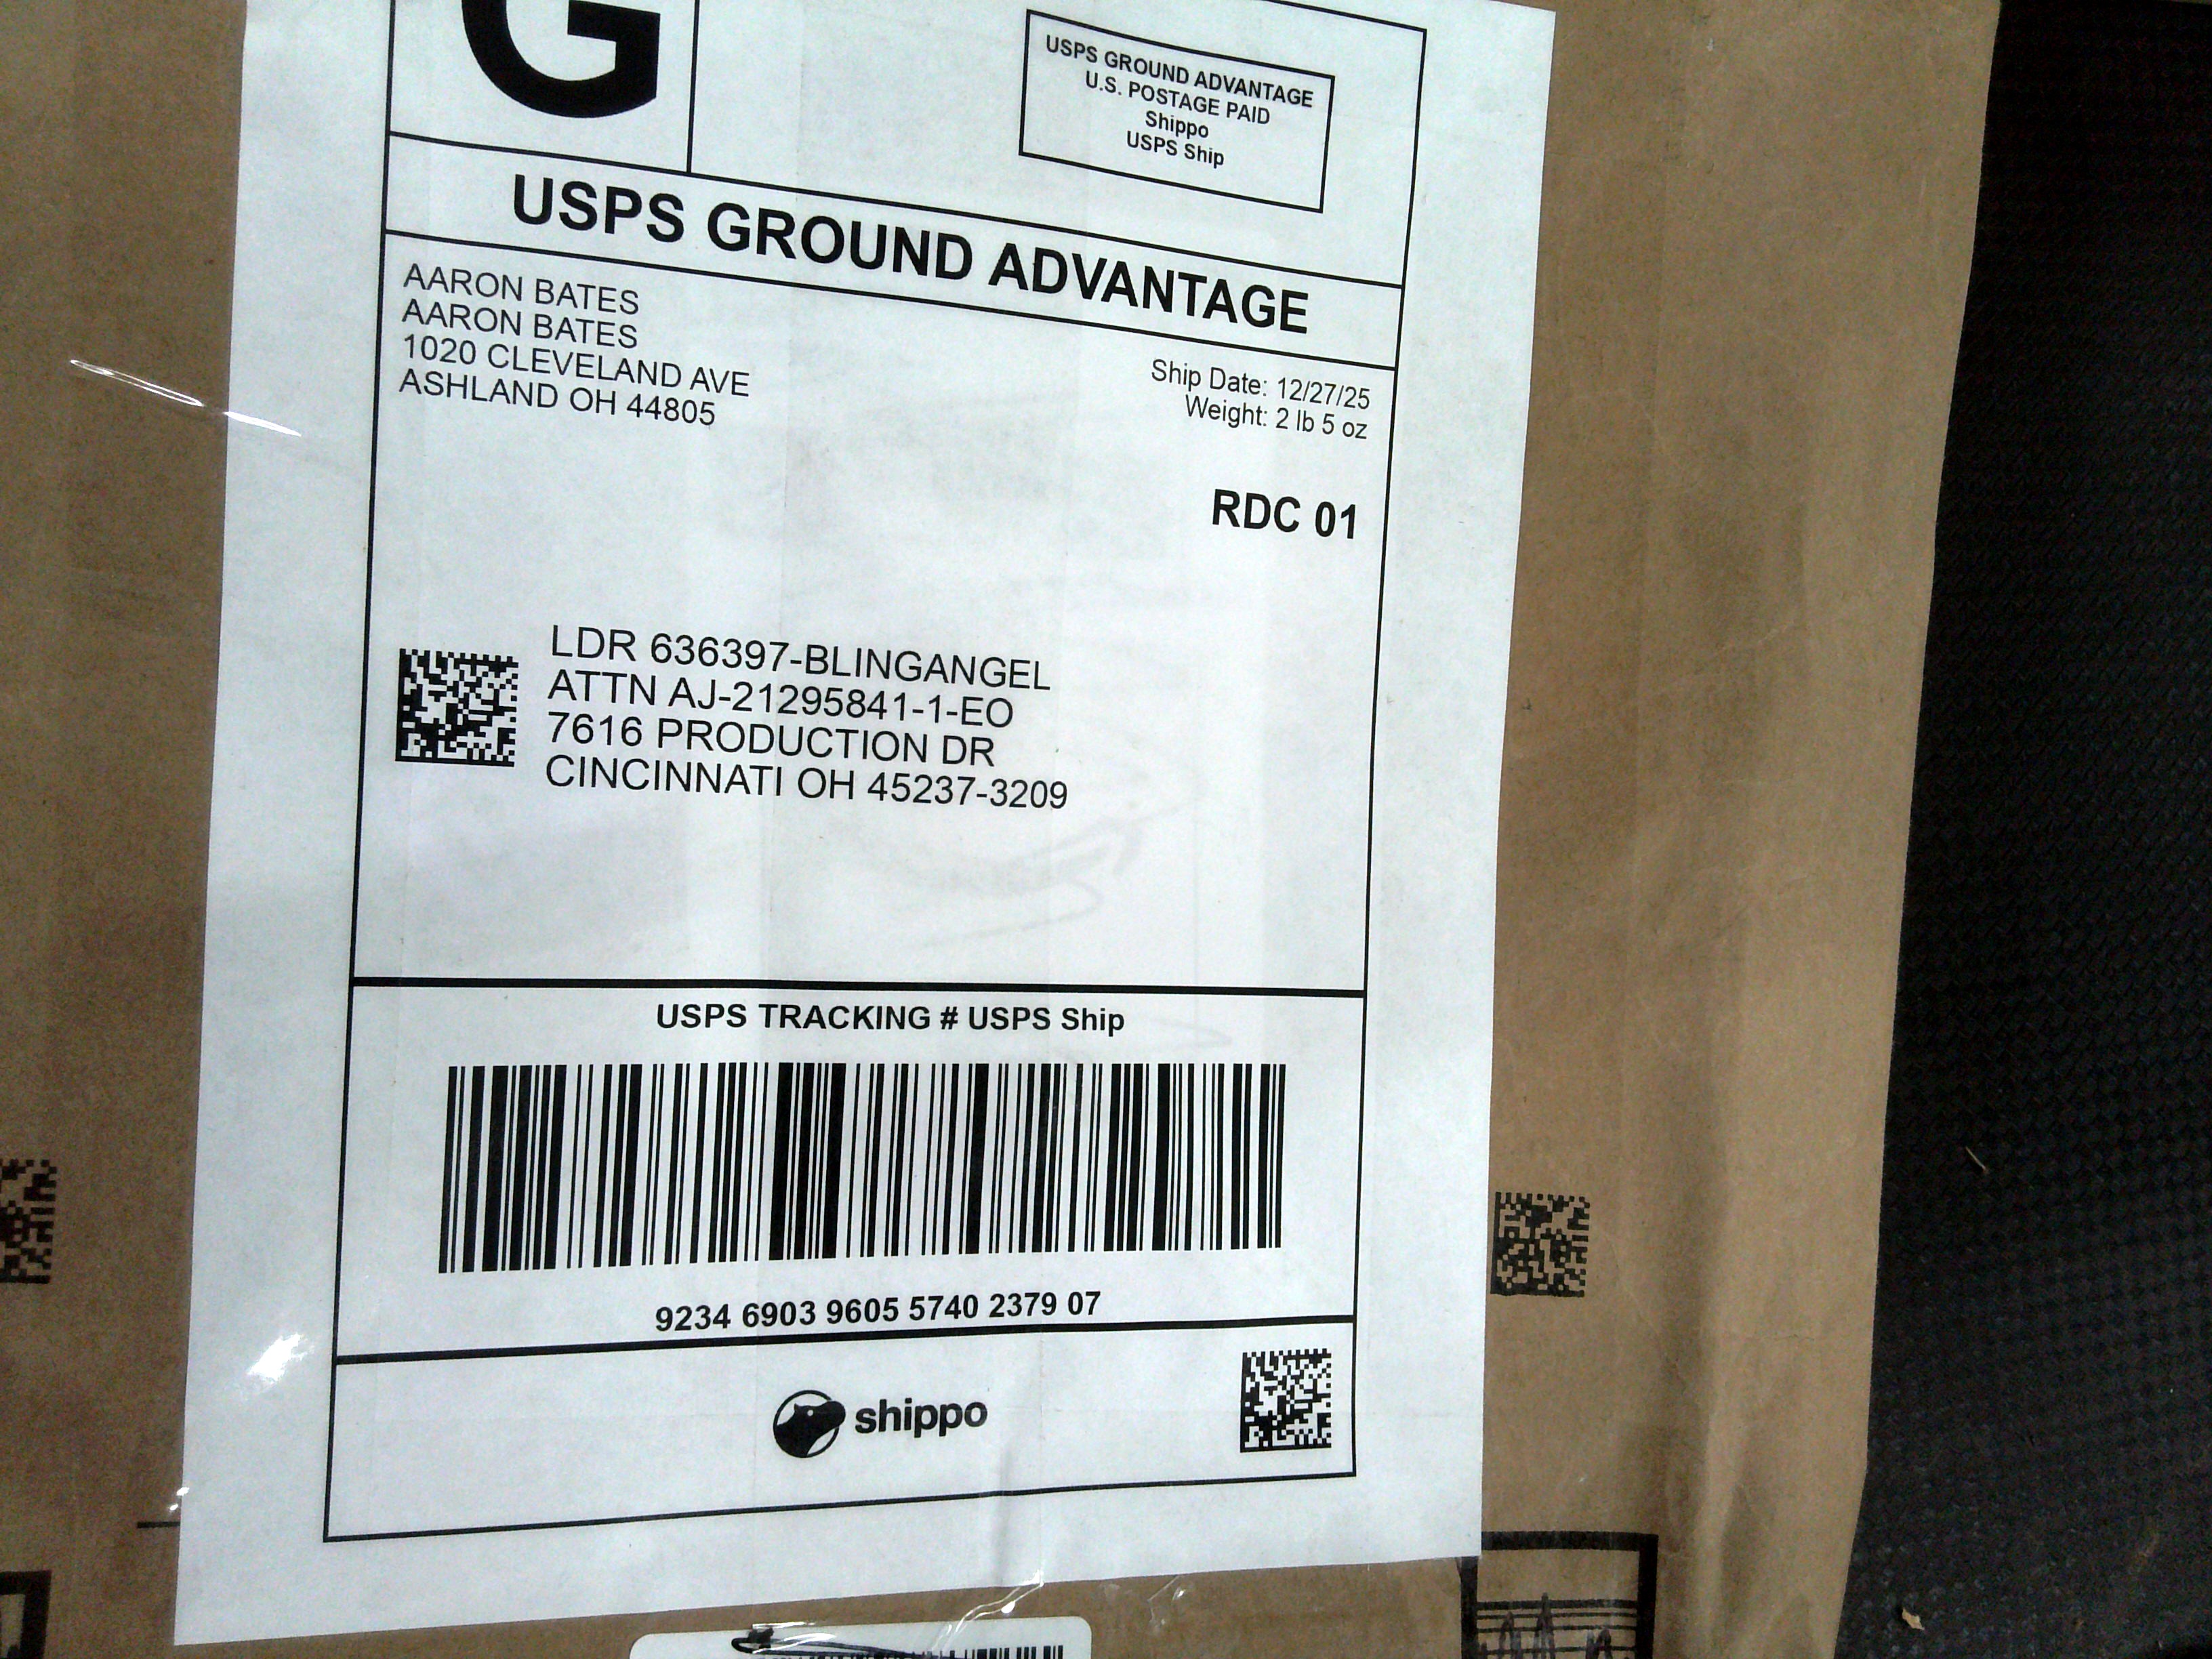 G
USPS GROUND ADVANTAGE
U.S. POSTAGE PAID
Shippo
USPS Ship
USPS GROUND ADVANTAGE
AARON BATES
AARON BATES
1020 CLEVELAND AVE
ASHLAND OH 44805
Ship Date: 12/27/25
Weight: 2 lb 5 oz
RDC 01
LDR 636397-BLINGANGEL
ATTN AJ-21295841-1-EO
7616 PRODUCTION DR
CINCINNATI OH 45237-3209
USPS TRACKING # USPS Ship
9234 6903 9605 5740 2379 07
shippo